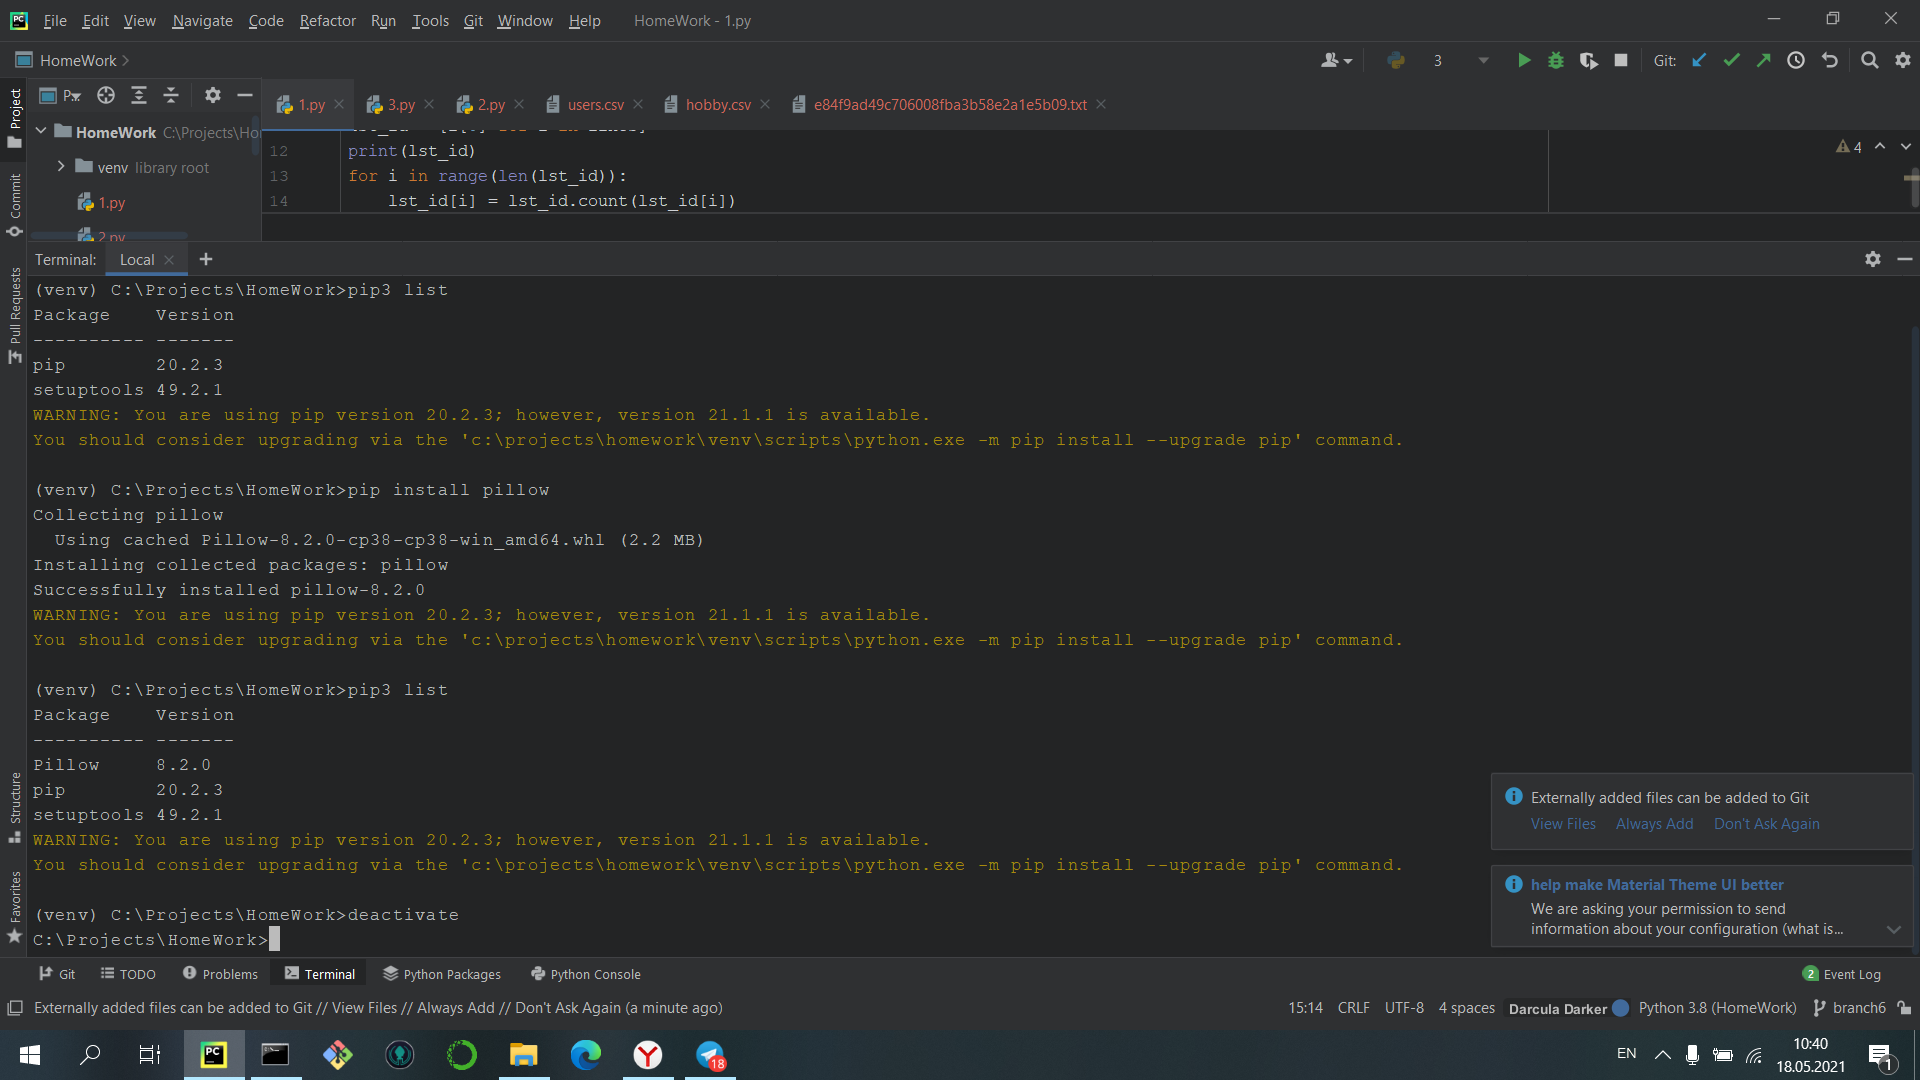 File Edit View Navigate Code Refactor Run Tools Git Window Help HomeWork - 1.py
HomeWork
3 Git:
P...
1.py 3.py 2.py users.csv hobby.csv e84f9ad49c706008fba3b58e2a1e5b09.txt
HomeWork C:\Projects\Ho
venv library root
1.py
2.py
12 print(lst_id)
13 for i in range(len(lst_id)):
14 lst_id[i] = lst_id.count(lst_id[i])
4
Project
Commit
Pull Requests
Structure
Favorites
Terminal: Local
(venv) C:\Projects\HomeWork>pip3 list
Package Version
---------- -------
pip 20.2.3
setuptools 49.2.1
WARNING: You are using pip version 20.2.3; however, version 21.1.1 is available.
You should consider upgrading via the 'c:\projects\homework\venv\scripts\python.exe -m pip install --upgrade pip' command.
(venv) C:\Projects\HomeWork>pip install pillow
Collecting pillow
Using cached Pillow-8.2.0-cp38-cp38-win_amd64.whl (2.2 MB)
Installing collected packages: pillow
Successfully installed pillow-8.2.0
WARNING: You are using pip version 20.2.3; however, version 21.1.1 is available.
You should consider upgrading via the 'c:\projects\homework\venv\scripts\python.exe -m pip install --upgrade pip' command.
(venv) C:\Projects\HomeWork>pip3 list
Package Version
---------- -------
Pillow 8.2.0
pip 20.2.3
setuptools 49.2.1
WARNING: You are using pip version 20.2.3; however, version 21.1.1 is available.
You should consider upgrading via the 'c:\projects\homework\venv\scripts\python.exe -m pip install --upgrade pip' command.
(venv) C:\Projects\HomeWork>deactivate
C:\Projects\HomeWork>
Externally added files can be added to Git
View Files Always Add Don't Ask Again
help make Material Theme UI better
We are asking your permission to send
information about your configuration (what is...
Git TODO Problems Terminal Python Packages Python Console 2 Event Log
Externally added files can be added to Git // View Files // Always Add // Don't Ask Again (a minute ago) 15:14 CRLF UTF-8 4 spaces Darcula Darker Python 3.8 (HomeWork) branch6
PC 18 EN 10:40
18.05.2021 1